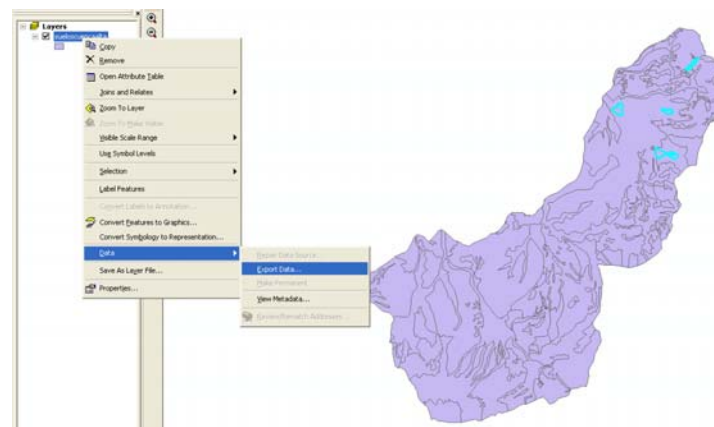 Layers
Copy
Remove
Open Attribute Table
Joins and Relates
Zoom To Layer
Zoom To Make Visible
Visible Scale Range
Use Symbol Levels
Selection
Label Features
Convert Labels to Annotation...
Convert Features to Graphics...
Convert Symbology to Representation...
Data
Save As Layer File...
Properties...
Repair Data Source...
Export Data...
Make Permanent
View Metadata...
Review/Rematch Addresses...